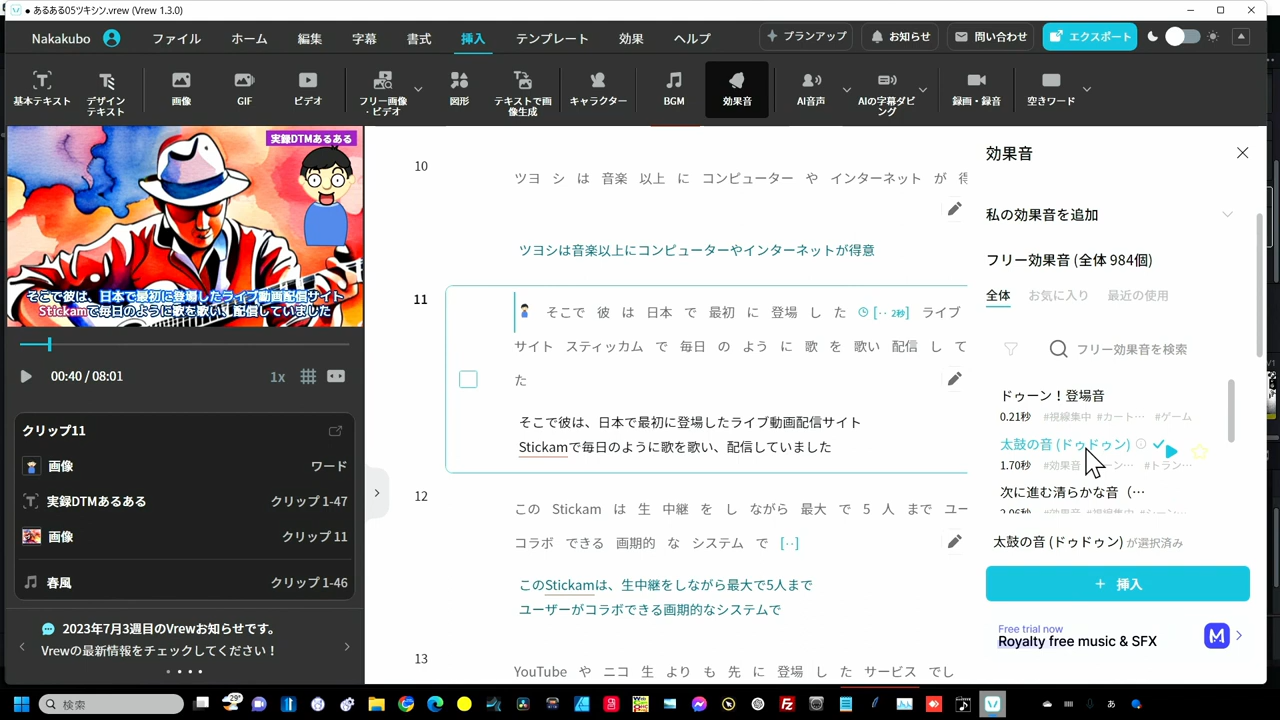 あるある05ツキシン.vrew (Vrew 1.3.0)
Nakakubo
ファイル
ホーム
編集
字幕
書式
挿入
テンプレート
効果
ヘルプ
プランアップ
お知らせ
問い合わせ
エクスポート
基本テキスト
デザインテキスト
画像
GIF
ビデオ
フリー画像・ビデオ
図形
テキストで画像生成
キャラクター
BGM
効果音
AI音声
AIの字幕ダビング
録画・録音
空きワード
実録DTMあるある
そこで彼は、日本で最初に登場したライブ動画配信サイト
Stickamで毎日のように歌を歌い、配信していました
00:40 / 08:01
1x
クリップ11
画像
ワード
実録DTMあるある
クリップ 1-47
画像
クリップ 11
春風
クリップ 1-46
2023年7月3週目のVrewお知らせです。
Vrewの最新情報をチェックしてください！
10
ツヨ シ は 音楽 以上 に コンピューター や インターネット が 得
ツヨシは音楽以上にコンピューターやインターネットが得意
11
そこで 彼 は 日本 で 最初 に 登場 し た [·· 2秒] ライブ
サイト スティッカム で 毎日 の よう に 歌 を 歌い 配信 し て
た
そこで彼は、日本で最初に登場したライブ動画配信サイト
Stickamで毎日のように歌を歌い、配信していました
12
この Stickam は 生 中継 を し ながら 最大 で 5 人 まで ユー
コラボ できる 画期的 な システム で [··]
このStickamは、生中継をしながら最大で5人まで
ユーザーがコラボできる画期的なシステムで
13
YouTube や ニコ 生 より も 先 に 登場 し た サービス でし
効果音
私の効果音を追加
フリー効果音 (全体 984個)
全体
お気に入り
最近の使用
フリー効果音を検索
ドゥーン！登場音
0.21秒 #視線集中 #カート… #ゲーム
太鼓の音 (ドゥドゥン)
1.70秒 #効果音 #トラン…
次に進む清らかな音（…
2.06秒 #効果音 #視線集中 #シーン…
太鼓の音 (ドゥドゥン) が選択済み
＋ 挿入
Free trial now
Royalty free music & SFX
検索
29°
あ